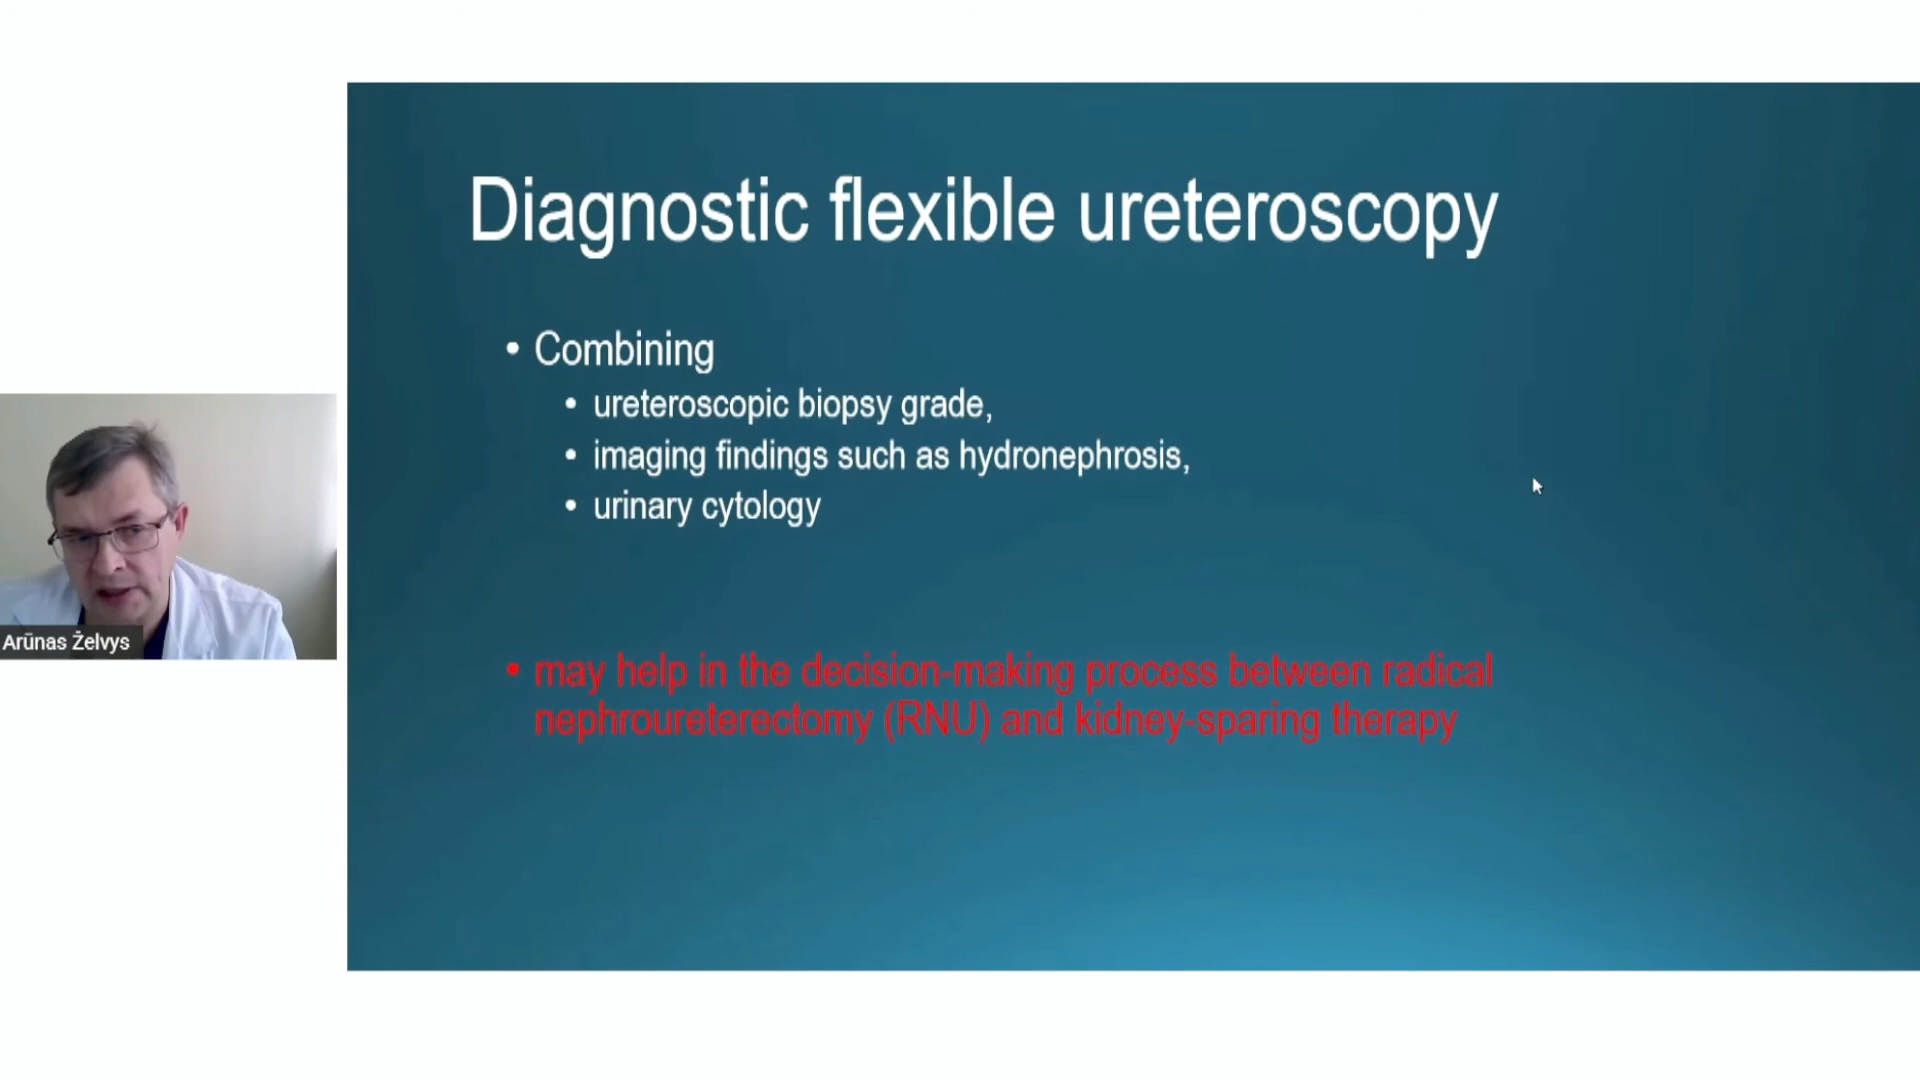 Diagnostic flexible ureteroscopy
• Combining
• ureteroscopic biopsy grade,
• imaging findings such as hydronephrosis,
• urinary cytology
• may help in the decision-making process between radical
nephroureterectomy (RNU) and kidney-sparing therapy
Arūnas Želvys